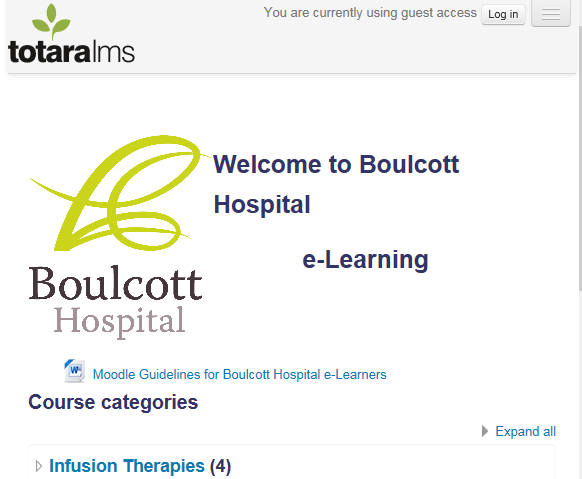 You are currently using guest access Log in
totaralms
Welcome to Boulcott
Hospital
e-Learning
Boulcott
Hospital
W
Moodle Guidelines for Boulcott Hospital e-Learners
Course categories
Expand all
Infusion Therapies (4)